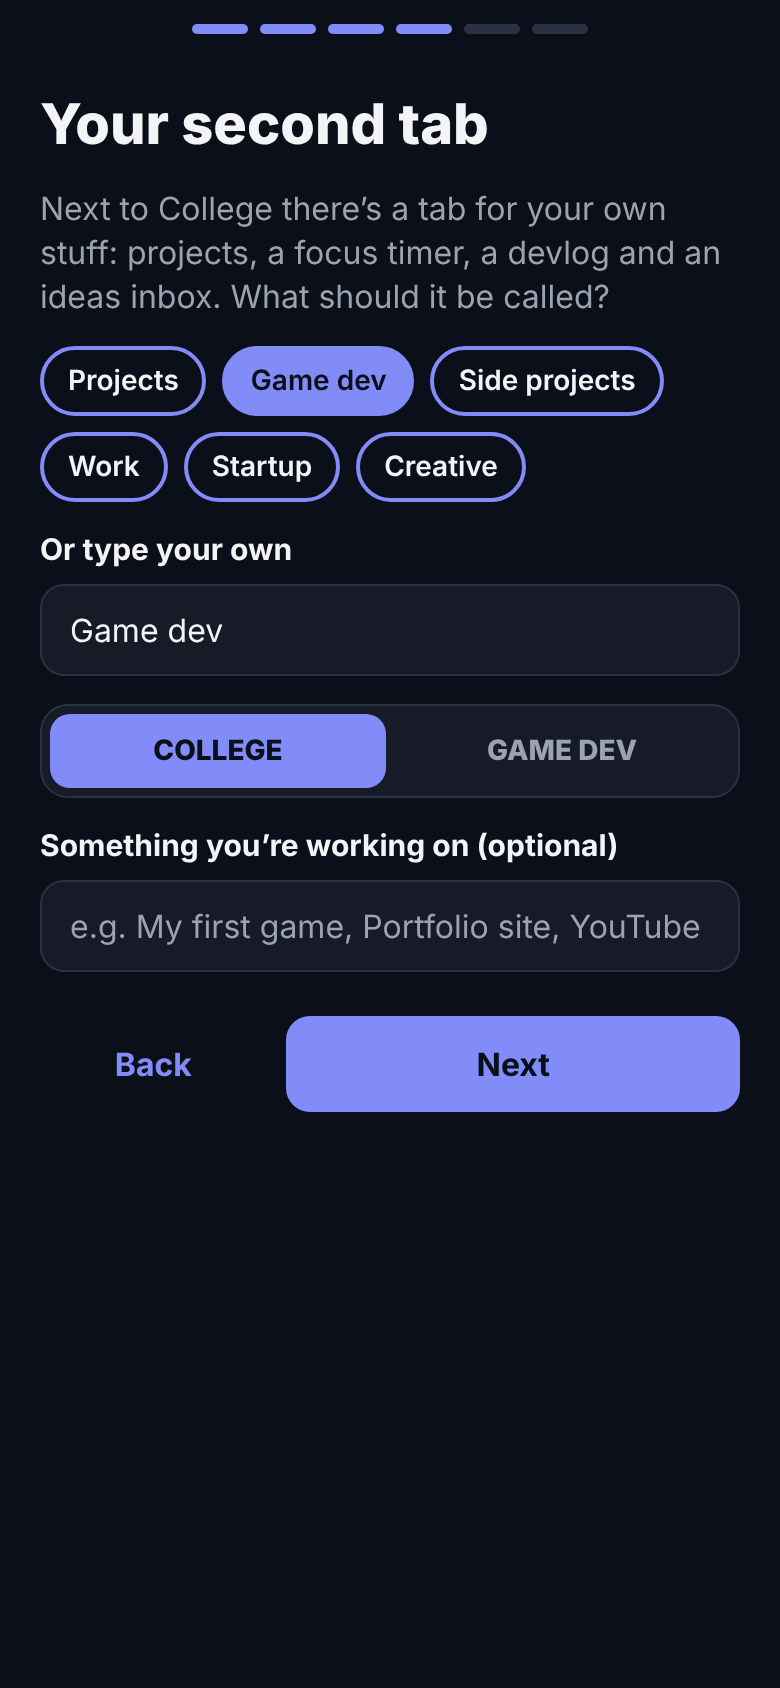 Your second tab
Next to College there’s a tab for your own
stuff: projects, a focus timer, a devlog and an
ideas inbox. What should it be called?
Projects Game dev Side projects
Work Startup Creative
Or type your own
Game dev
COLLEGE GAME DEV
Something you’re working on (optional)
e.g. My first game, Portfolio site, YouTube
Back Next